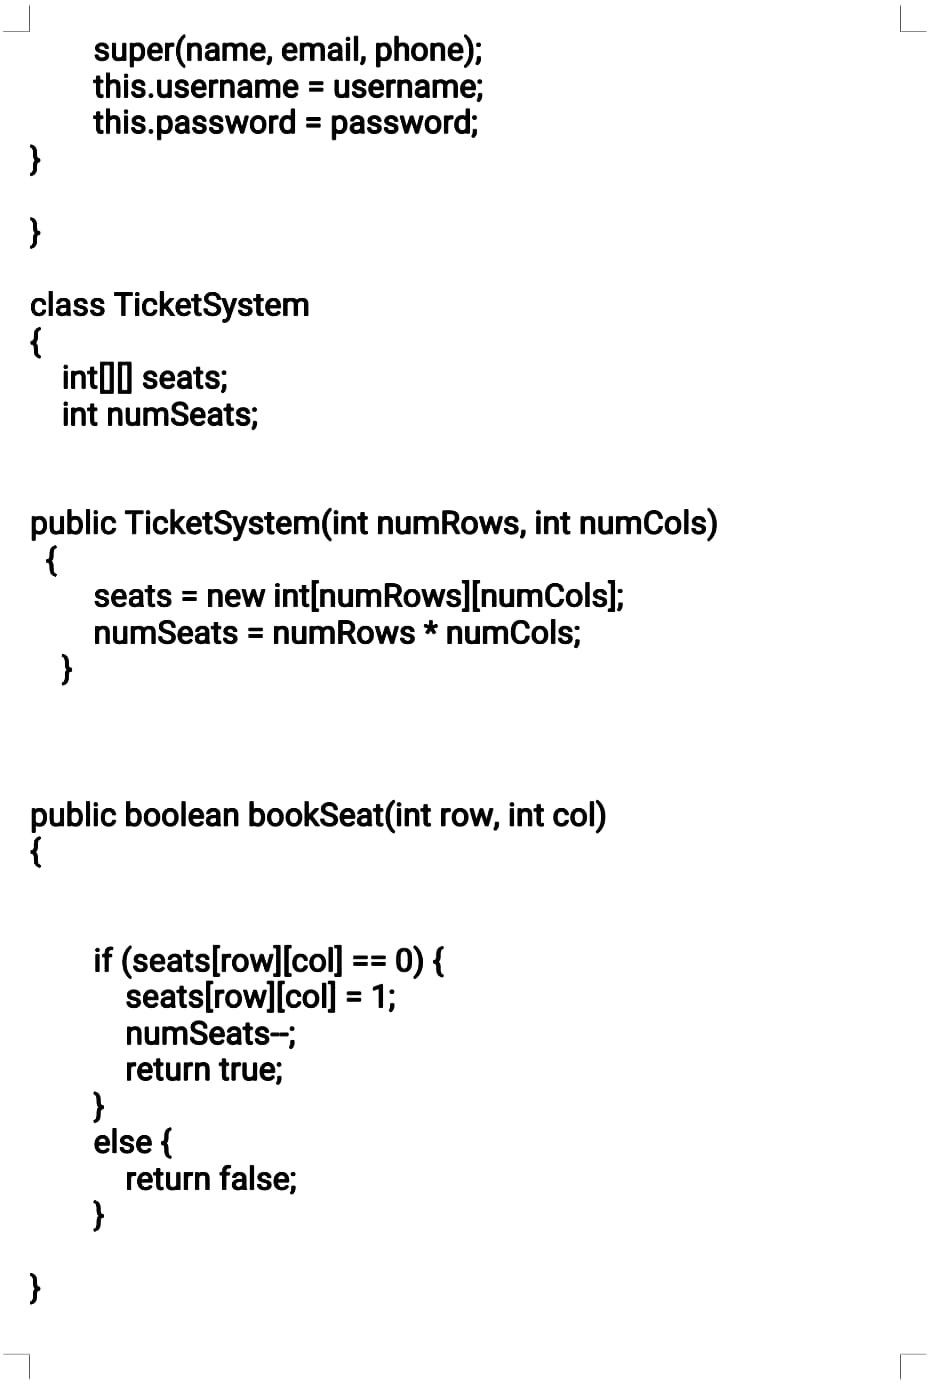 super(name, email, phone);
this.username = username;
this.password = password;
}
}
class TicketSystem
{
int[][] seats;
int numSeats;
public TicketSystem(int numRows, int numCols)
{
seats = new int[numRows][numCols];
numSeats = numRows * numCols;
}
public boolean bookSeat(int row, int col)
{
if (seats[row][col] == 0) {
seats[row][col] = 1;
numSeats--;
return true;
}
else {
return false;
}
}